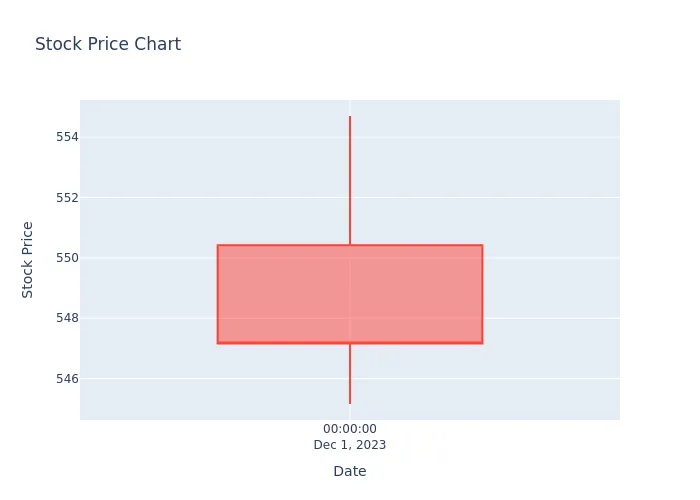 Stock Price Chart
Stock Price
554
552
550
548
546
00:00:00
Dec 1, 2023
Date